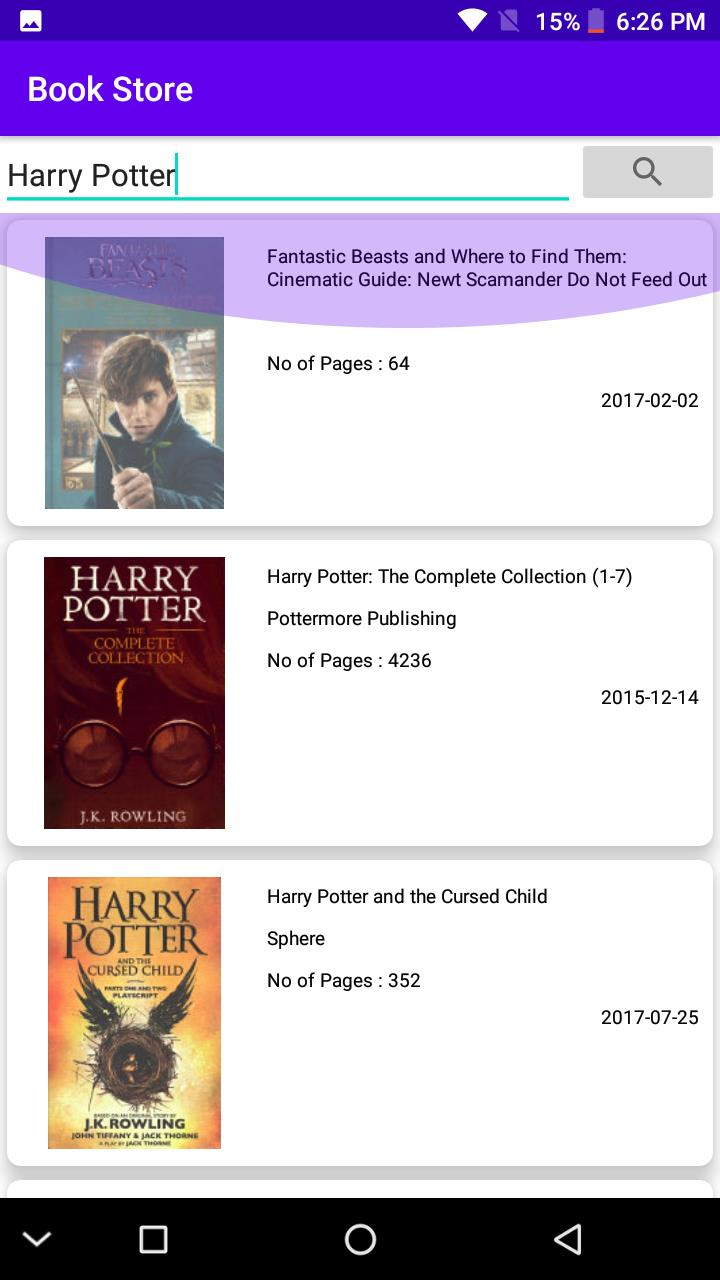 15% 6:26 PM
Book Store
Harry Potter
FANTASTIC
BEASTS
Fantastic Beasts and Where to Find Them:
Cinematic Guide: Newt Scamander Do Not Feed Out
No of Pages : 64
2017-02-02
HARRY
POTTER
THE
COMPLETE
COLLECTION
J.K. ROWLING
Harry Potter: The Complete Collection (1-7)
Pottermore Publishing
No of Pages : 4236
2015-12-14
HARRY
POTTER
AND THE
CURSED CHILD
PARTS ONE AND TWO
PLAYSCRIPT
BASED ON AN ORIGINAL STORY BY
J.K. ROWLING
JOHN TIFFANY & JACK THORNE
A PLAY BY JACK THORNE
Harry Potter and the Cursed Child
Sphere
No of Pages : 352
2017-07-25